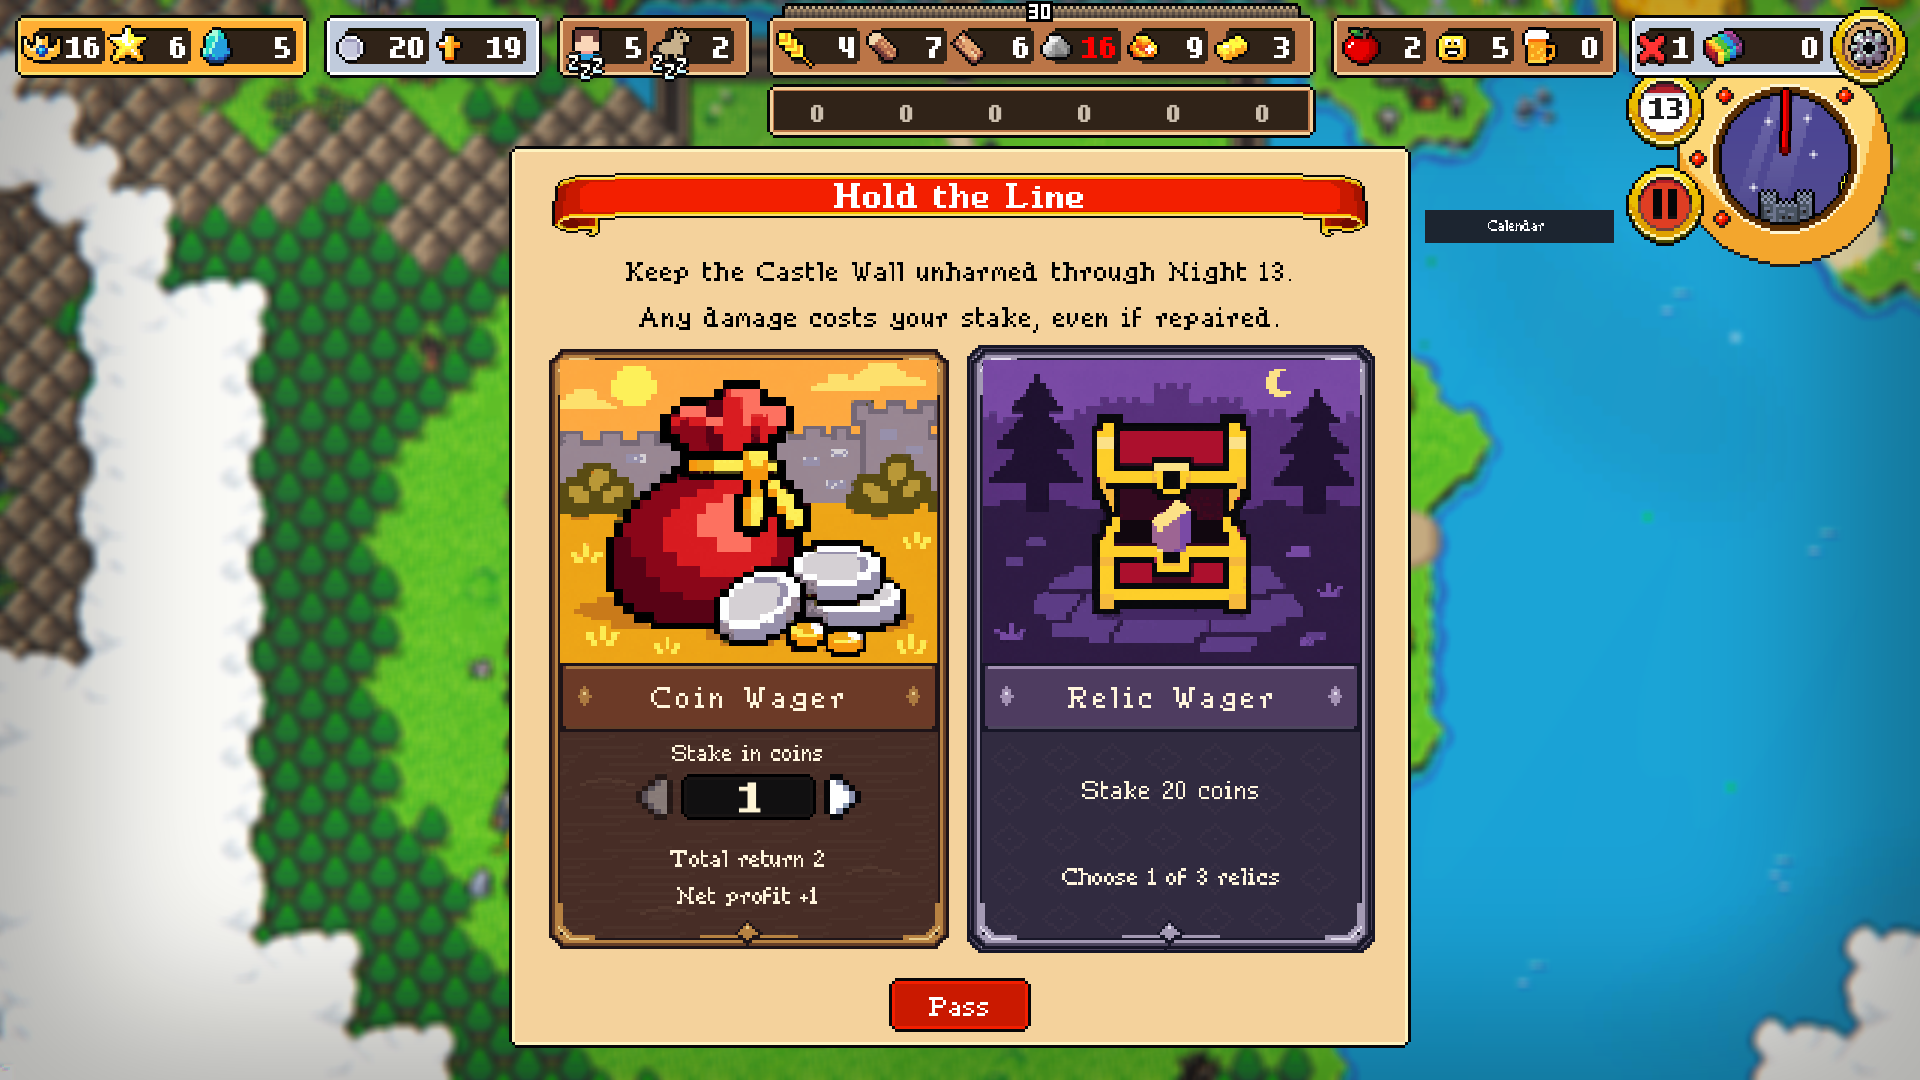 30
16 6 5 20 19 5 2 4 7 6 16 9 3 2 5 0 1 0
zzz zzz
0 0 0 0 0 0
13
Calendar
Hold the Line
Keep the Castle Wall unharmed through Night 13.
Any damage costs your stake, even if repaired.
Coin Wager
Stake in coins
1
Total return 2
Net profit +1
Relic Wager
Stake 20 coins
Choose 1 of 3 relics
Pass